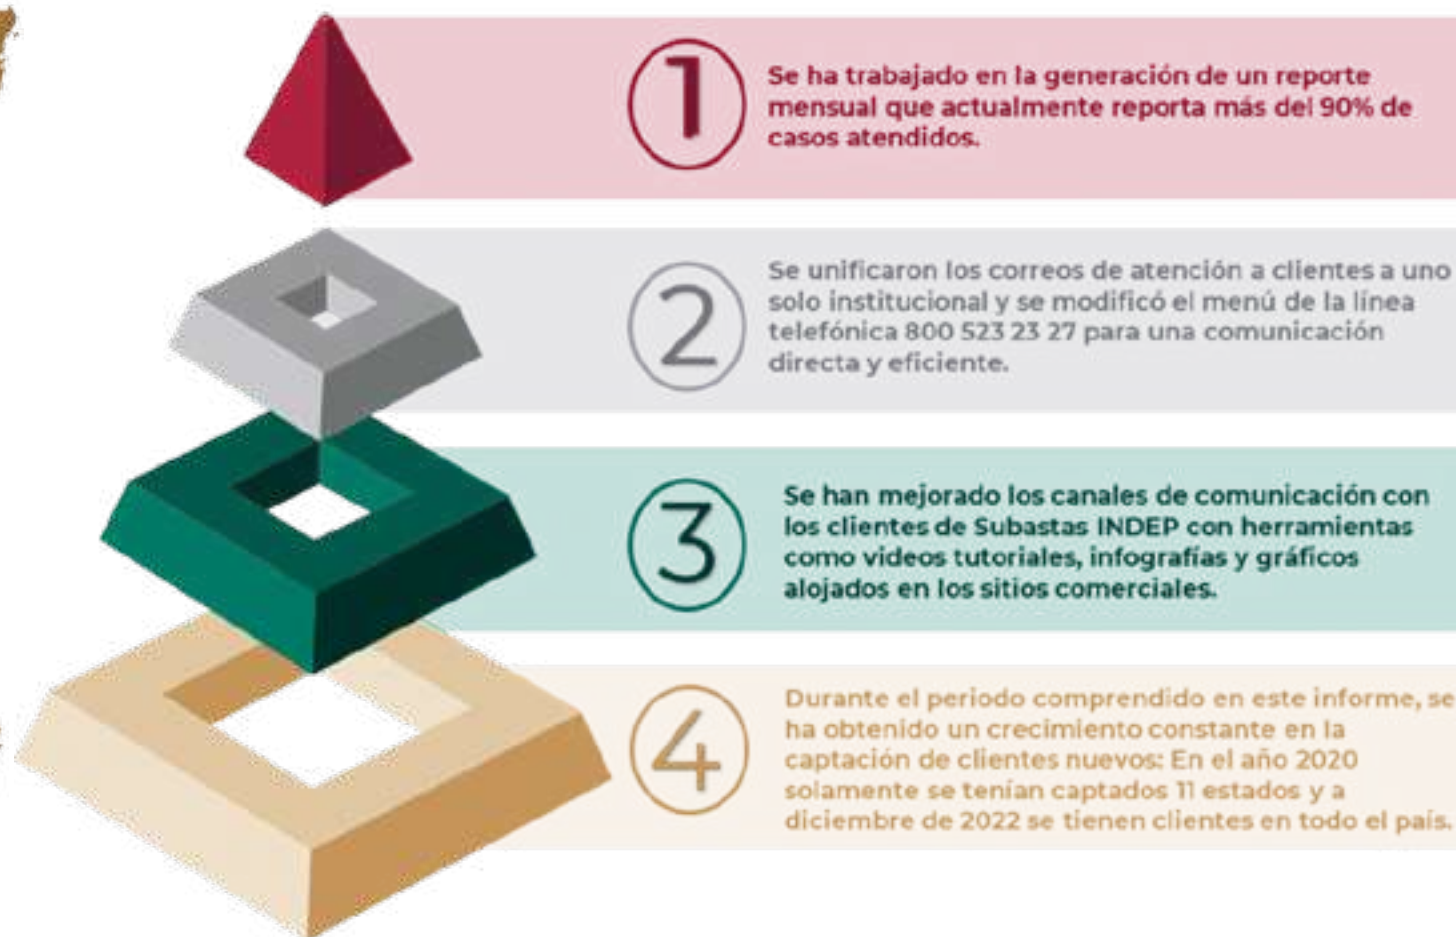 1
Se ha trabajado en la generación de un reporte
mensual que actualmente reporta más del 90% de
casos atendidos.
2
Se unificaron los correos de atención a clientes a uno
solo institucional y se modificó el menú de la línea
telefónica 800 523 23 27 para una comunicación
directa y eficiente.
3
Se han mejorado los canales de comunicación con
los clientes de Subastas INDEP con herramientas
como videos tutoriales, infografías y gráficos
alojados en los sitios comerciales.
4
Durante el periodo comprendido en este informe, se
ha obtenido un crecimiento constante en la
captación de clientes nuevos: En el año 2020
solamente se tenían captados 11 estados y a
diciembre de 2022 se tienen clientes en todo el país.